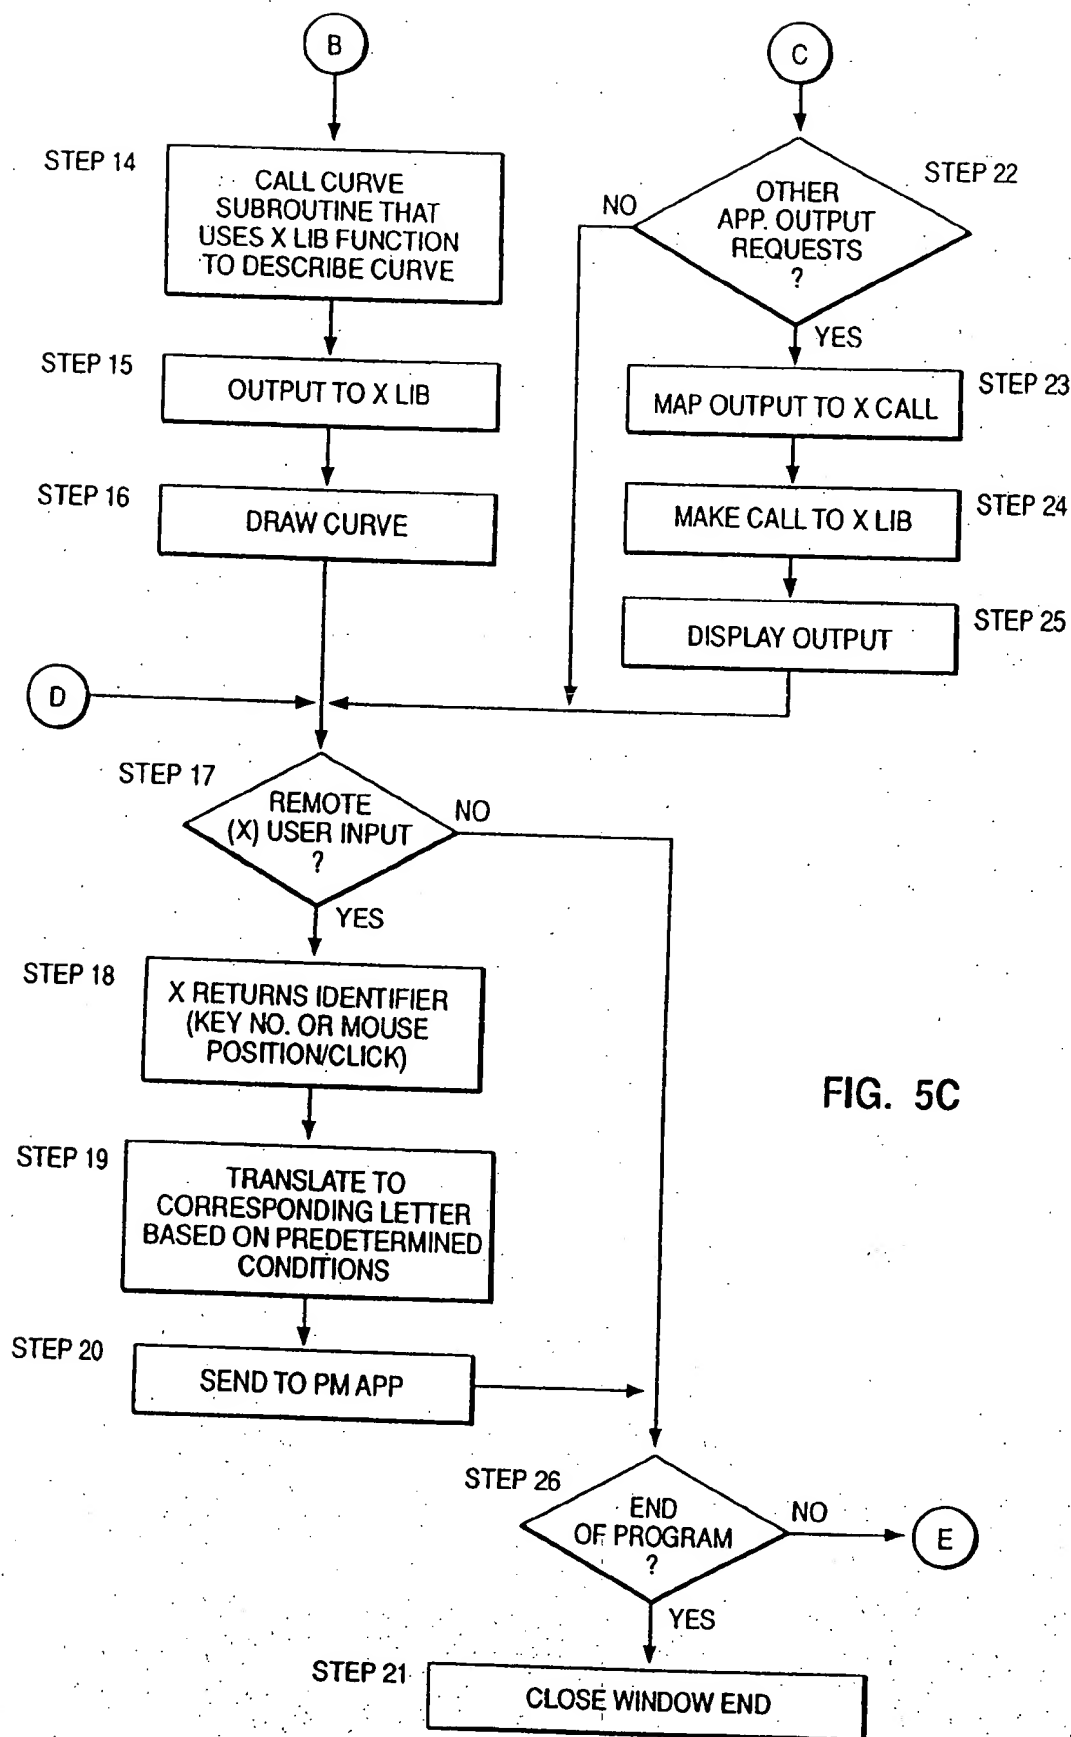 B
STEP 14
CALL CURVE
SUBROUTINE THAT
USES X LIB FUNCTION
TO DESCRIBE CURVE
STEP 15
OUTPUT TO X LIB
STEP 16
DRAW CURVE
C
STEP 22
OTHER
APP. OUTPUT
REQUESTS
?
NO
YES
STEP 23
MAP OUTPUT TO X CALL
STEP 24
MAKE CALL TO X LIB
STEP 25
DISPLAY OUTPUT
D
STEP 17
REMOTE
(X) USER INPUT
?
NO
YES
STEP 18
X RETURNS IDENTIFIER
(KEY NO. OR MOUSE
POSITION/CLICK)
STEP 19
TRANSLATE TO
CORRESPONDING LETTER
BASED ON PREDETERMINED
CONDITIONS
STEP 20
SEND TO PM APP
FIG. 5C
STEP 26
END
OF PROGRAM
?
NO
E
YES
STEP 21
CLOSE WINDOW END